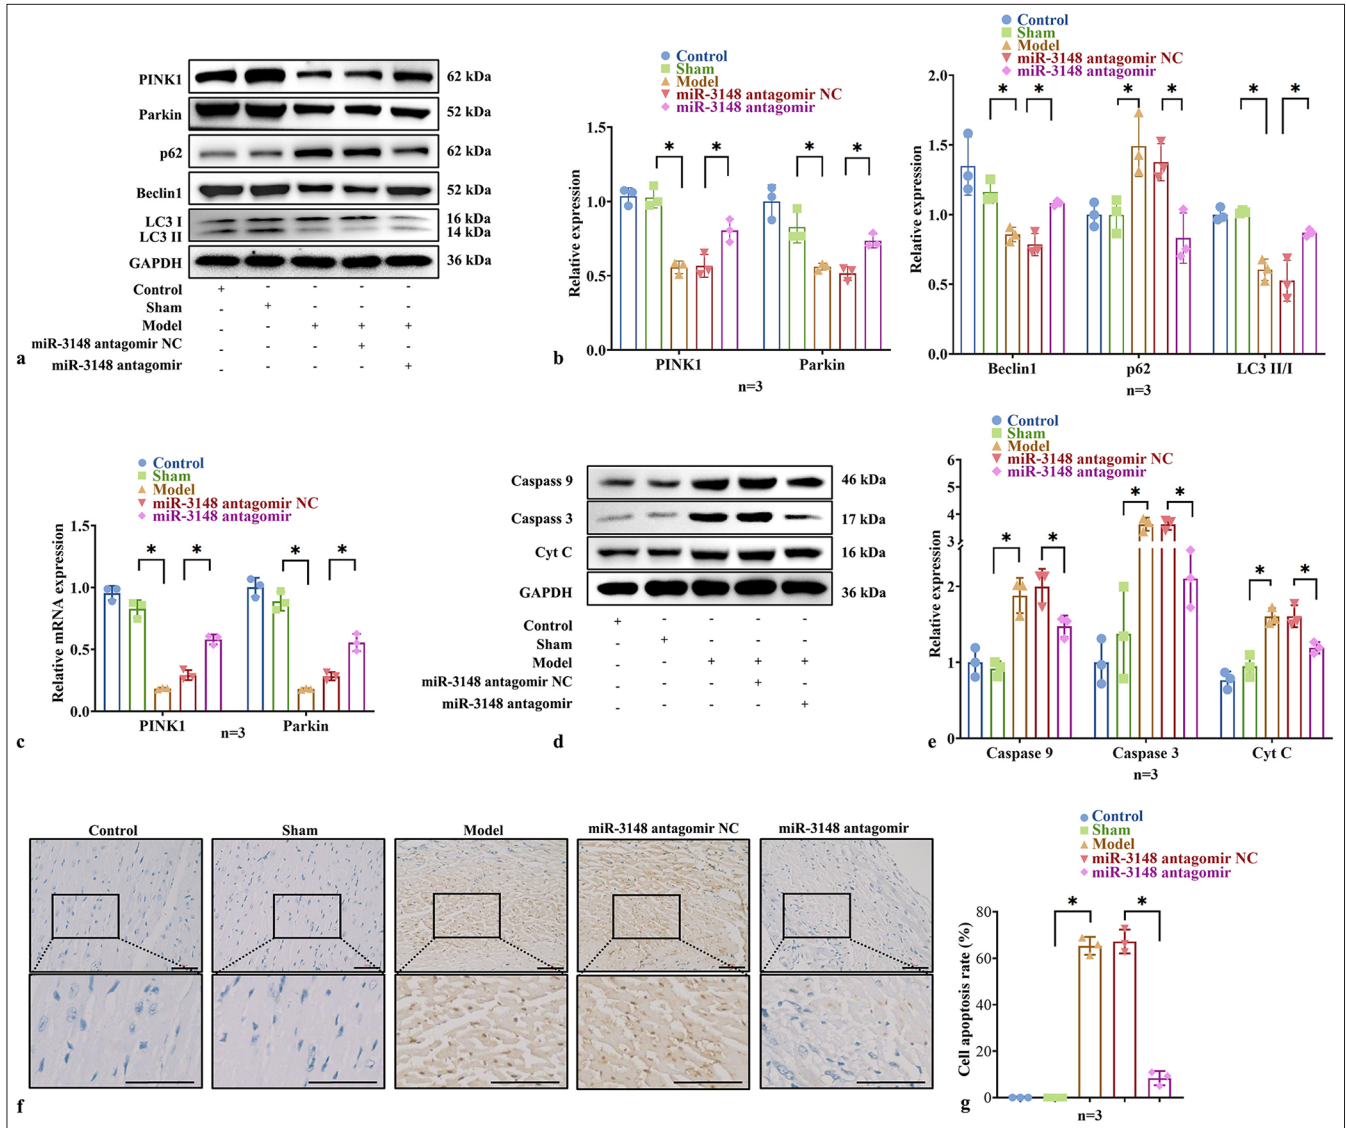 PINK1 62 kDa
Parkin 52 kDa
p62 62 kDa
Beclin1 52 kDa
LC3 I 16 kDa
LC3 II 14 kDa
GAPDH 36 kDa
Control + - - - -
Sham - + - - -
Model - - + + +
miR-3148 antagomir NC - - - + -
miR-3148 antagomir - - - - +
a
Control
Sham
Model
miR-3148 antagomir NC
miR-3148 antagomir
Relative expression
1.5
1.0
0.5
0.0
* * * *
PINK1 Parkin
n=3
b
Control
Sham
Model
miR-3148 antagomir NC
miR-3148 antagomir
Relative expression
2.0
1.5
1.0
0.5
0.0
* * * * * *
Beclin1 p62 LC3 II/I
n=3
Control
Sham
Model
miR-3148 antagomir NC
miR-3148 antagomir
Relative mRNA expression
1.5
1.0
0.5
0.0
* * * *
PINK1 Parkin
n=3
c
Caspass 9 46 kDa
Caspass 3 17 kDa
Cyt C 16 kDa
GAPDH 36 kDa
Control + - - - -
Sham - + - - -
Model - - + + +
miR-3148 antagomir NC - - - + -
miR-3148 antagomir - - - - +
d
Control
Sham
Model
miR-3148 antagomir NC
miR-3148 antagomir
Relative expression
6
5
4
3
2
1
0
* * * * * *
Caspase 9 Caspase 3 Cyt C
n=3
e
Control Sham Model miR-3148 antagomir NC miR-3148 antagomir
f
Control
Sham
Model
miR-3148 antagomir NC
miR-3148 antagomir
Cell apoptosis rate (%)
80
60
40
20
0
* *
n=3
g